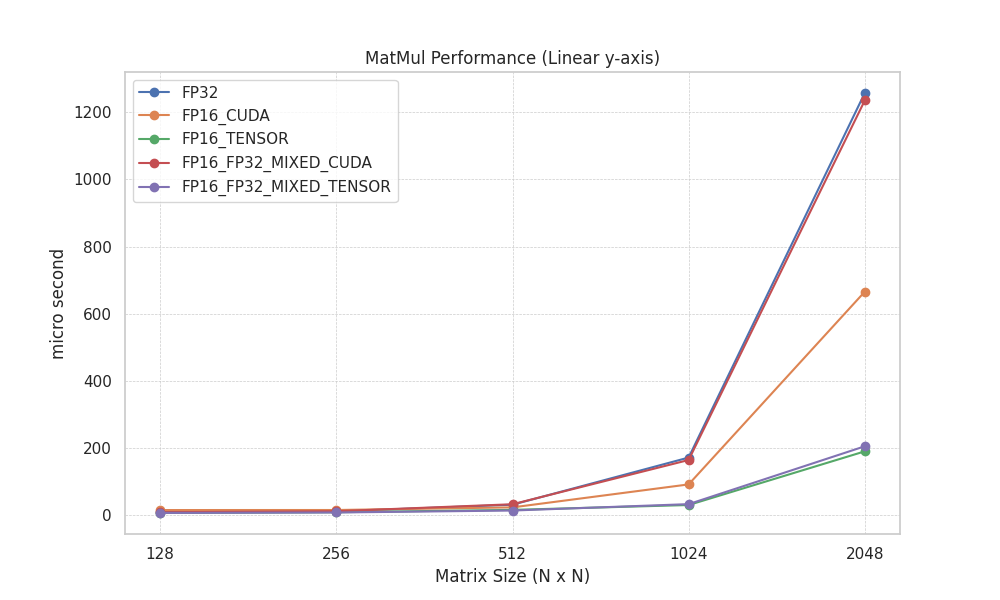 MatMul Performance (Linear y-axis)
FP32
FP16_CUDA
FP16_TENSOR
FP16_FP32_MIXED_CUDA
FP16_FP32_MIXED_TENSOR
micro second
1200
1000
800
600
400
200
0
128 256 512 1024 2048
Matrix Size (N x N)